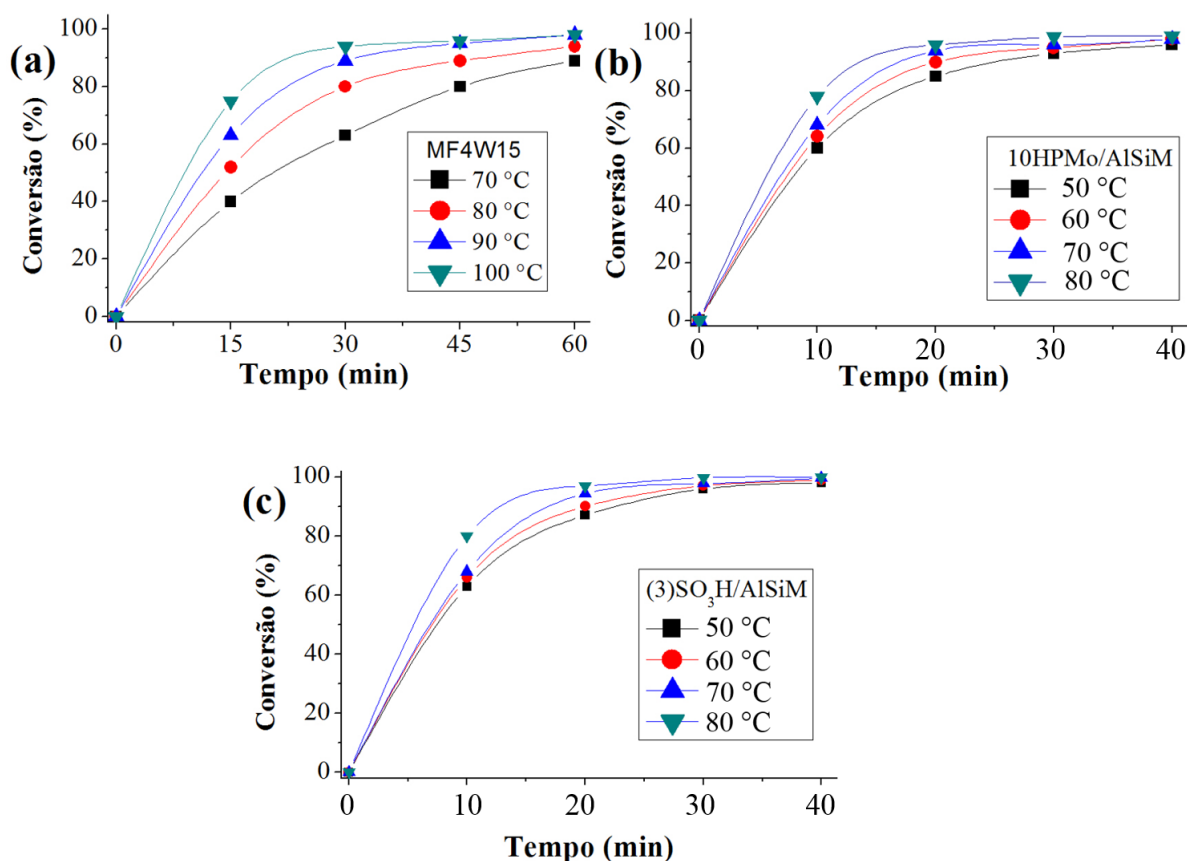 (a)
Conversão (%)
100
80
60
40
20
0
MF4W15
70 °C
80 °C
90 °C
100 °C
0 15 30 45 60
Tempo (min)
(b)
Conversão (%)
100
80
60
40
20
0
10HPMo/AlSiM
50 °C
60 °C
70 °C
80 °C
0 10 20 30 40
Tempo (min)
(c)
Conversão (%)
100
80
60
40
20
0
(3)SO₃H/AlSiM
50 °C
60 °C
70 °C
80 °C
0 10 20 30 40
Tempo (min)